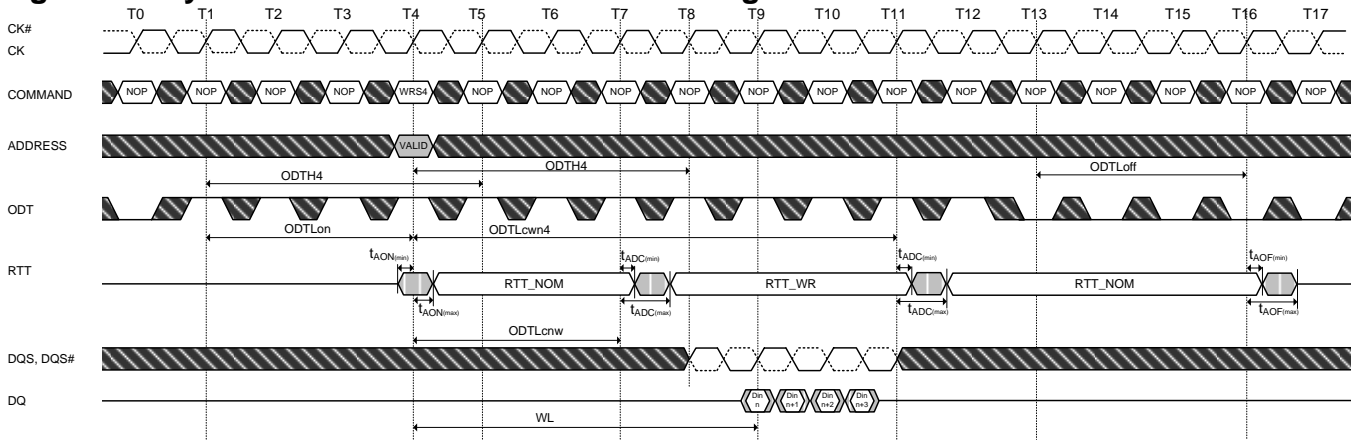 T0 T1 T2 T3 T4 T5 T6 T7 T8 T9 T10 T11 T12 T13 T14 T15 T16 T17
CK#
CK
COMMAND NOP NOP NOP NOP WRS4 NOP NOP NOP NOP NOP NOP NOP NOP NOP NOP NOP NOP NOP
ADDRESS VALID
ODTH4 ODTLoff
ODTH4
ODT
ODTLon ODTLcwn4
tAON(min) tADC(min) tADC(min) tAOF(min)
RTT RTT_NOM RTT_WR RTT_NOM
tAON(max) tADC(max) tADC(max) tAOF(max)
ODTLcnw
DQS, DQS#
DQ Din n Din n+1 Din n+2 Din n+3
WL